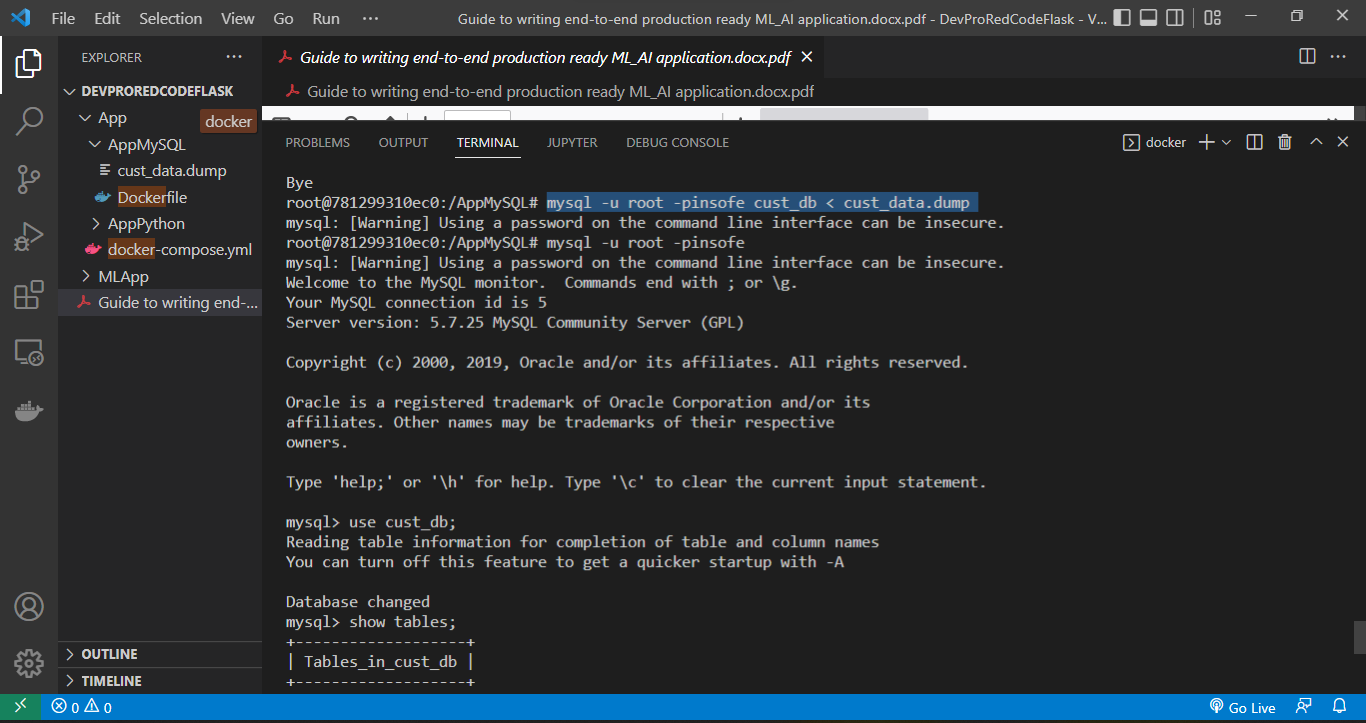 File Edit Selection View Go Run ··· Guide to writing end-to-end production ready ML_AI application.docx.pdf - DevProRedCodeFlask - V...
EXPLORER ···
DEVPROREDCODEFLASK
App
docker
AppMySQL
cust_data.dump
Dockerfile
AppPython
docker-compose.yml
MLApp
Guide to writing end-...
OUTLINE
TIMELINE
Guide to writing end-to-end production ready ML_AI application.docx.pdf
Guide to writing end-to-end production ready ML_AI application.docx.pdf
PROBLEMS OUTPUT TERMINAL JUPYTER DEBUG CONSOLE docker
Bye
root@781299310ec0:/AppMySQL# mysql -u root -pinsofe cust_db < cust_data.dump
mysql: [Warning] Using a password on the command line interface can be insecure.
root@781299310ec0:/AppMySQL# mysql -u root -pinsofe
mysql: [Warning] Using a password on the command line interface can be insecure.
Welcome to the MySQL monitor.  Commands end with ; or \g.
Your MySQL connection id is 5
Server version: 5.7.25 MySQL Community Server (GPL)
Copyright (c) 2000, 2019, Oracle and/or its affiliates. All rights reserved.
Oracle is a registered trademark of Oracle Corporation and/or its
affiliates. Other names may be trademarks of their respective
owners.
Type 'help;' or '\h' for help. Type '\c' to clear the current input statement.
mysql> use cust_db;
Reading table information for completion of table and column names
You can turn off this feature to get a quicker startup with -A
Database changed
mysql> show tables;
+-------------------+
| Tables_in_cust_db |
+-------------------+
0 0 Go Live